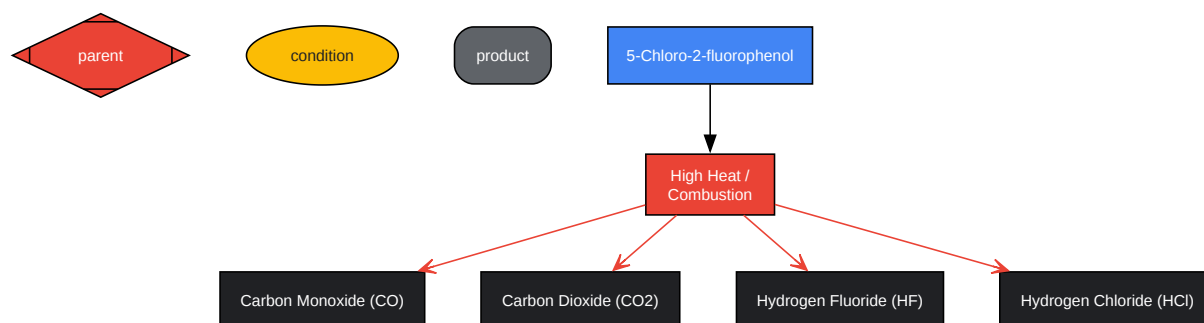 parent
condition
product
5-Chloro-2-fluorophenol
High Heat /
Combustion
Carbon Monoxide (CO)
Carbon Dioxide (CO2)
Hydrogen Fluoride (HF)
Hydrogen Chloride (HCl)